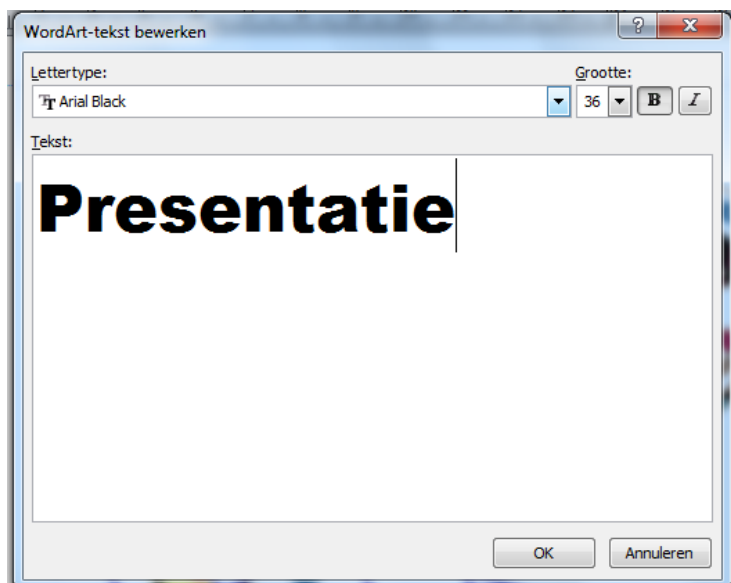 WordArt-tekst bewerken
Lettertype: Grootte:
Arial Black 36 B I
Tekst:
Presentatie
OK Annuleren